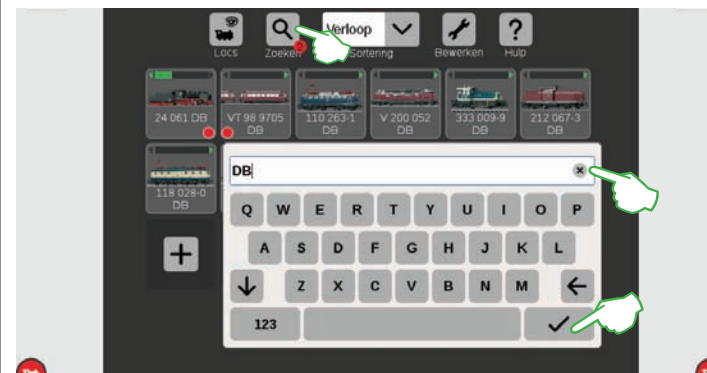 Verloop
Locs Zoeken Sortering Bewerken Hulp
24 061 DB
VT 98 9705
DB
110 263-1
DB
V 200 052
DB
333 009-9
DB
212 067-3
DB
118 028-0
DB
DB
Q W E R T Y U I O P
A S D F G H J K L
Z X C V B N M
123